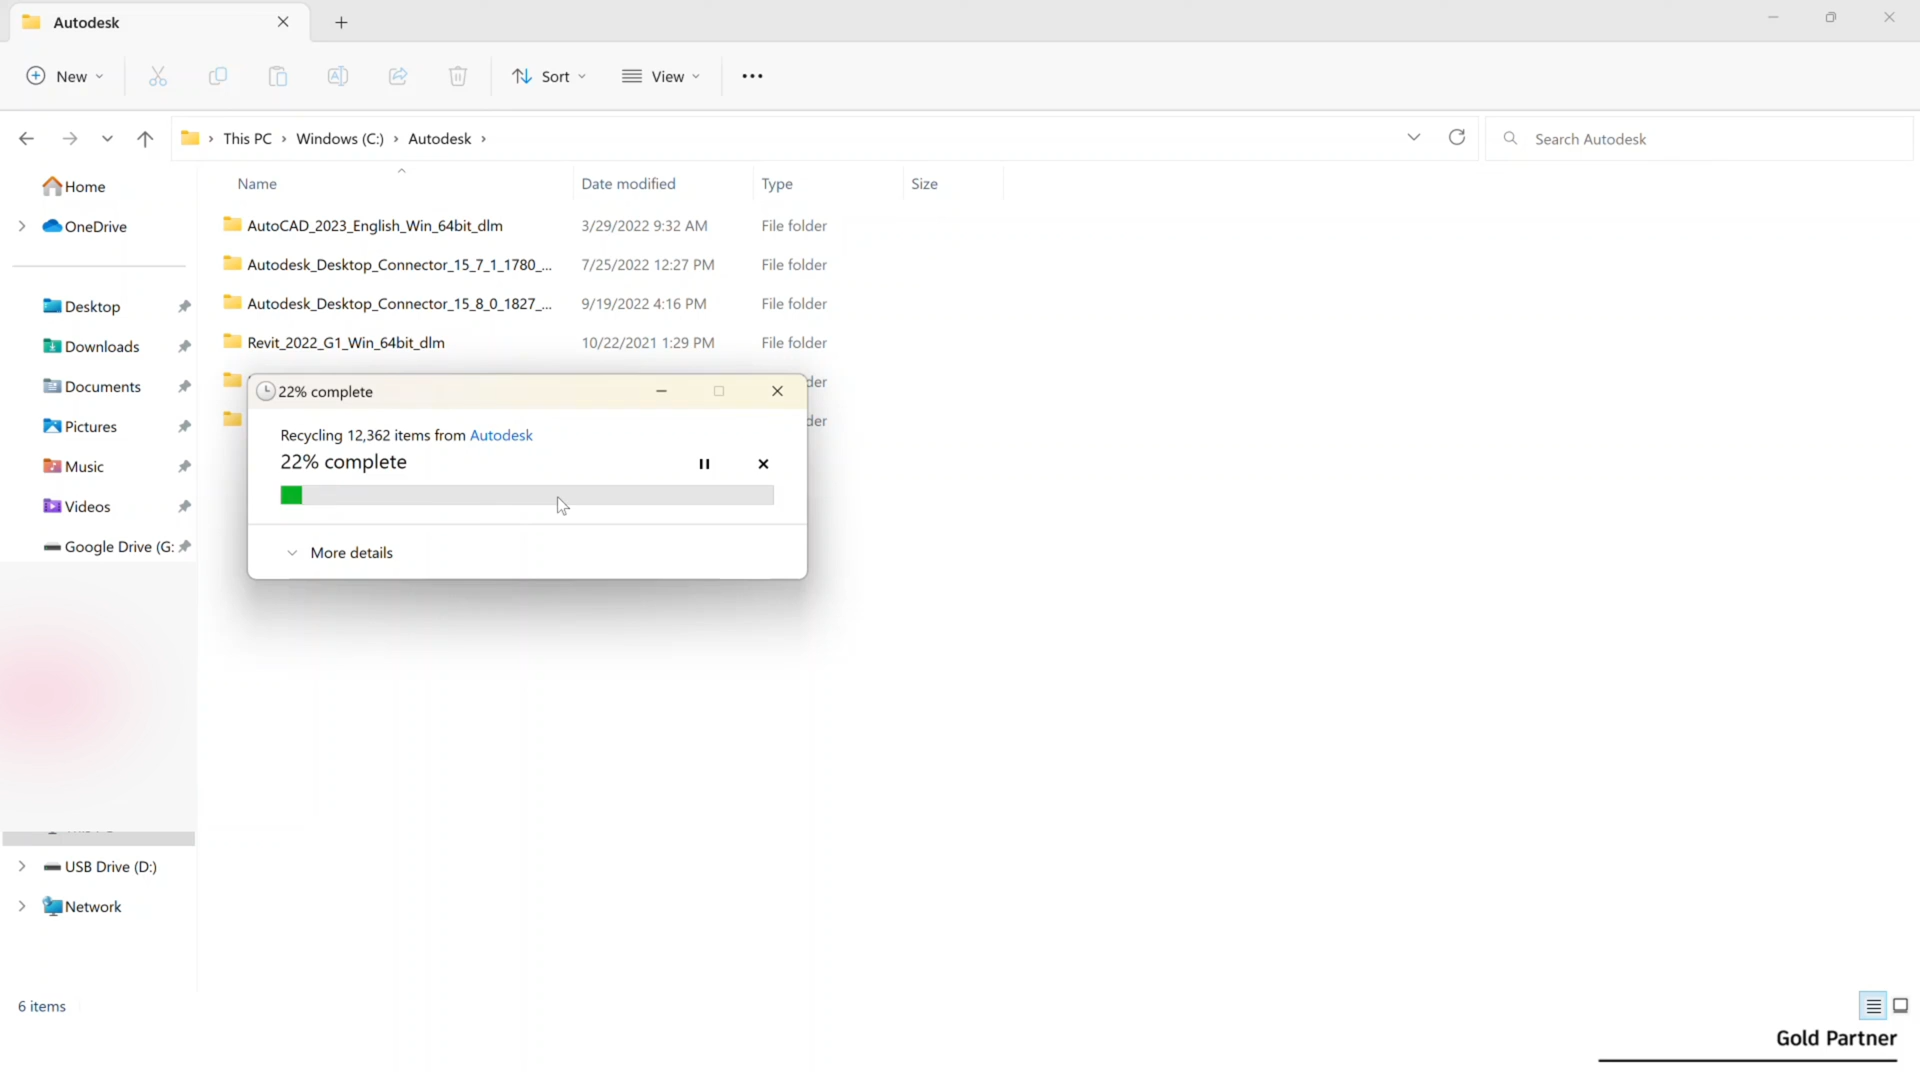 Autodesk
New
Sort
View
This PC
Windows (C:)
Autodesk
Search Autodesk
Name
Date modified
Type
Size
Home
OneDrive
Desktop
Downloads
Documents
Pictures
Music
Videos
Google Drive (G:
USB Drive (D:)
Network
AutoCAD_2023_English_Win_64bit_dlm 3/29/2022 9:32 AM File folder
Autodesk_Desktop_Connector_15_7_1_1780_... 7/25/2022 12:27 PM File folder
Autodesk_Desktop_Connector_15_8_0_1827_... 9/19/2022 4:16 PM File folder
Revit_2022_G1_Win_64bit_dlm 10/22/2021 1:29 PM File folder
der
der
22% complete
Recycling 12,362 items from Autodesk
22% complete
More details
6 items
Gold Partner